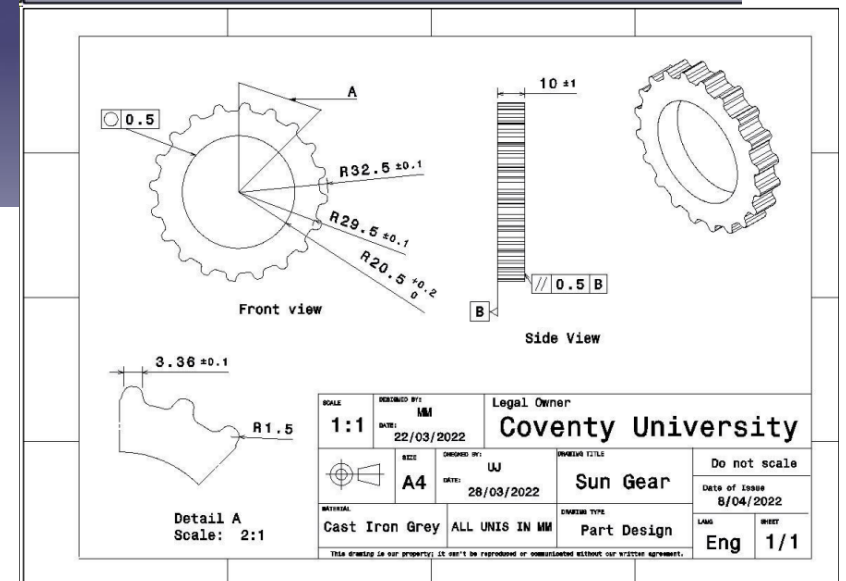 A
0.5
R32.5 ±0.1
R29.5 ±0.1
R20.5 +0.2 0
Front view
10 ±1
// 0.5 B
B
Side View
3.36 ±0.1
R1.5
Detail A
Scale: 2:1
SCALE
1:1
DESIGNED BY:
MM
DATE:
22/03/2022
Legal Owner
Coventy University
SIZE
A4
CHECKED BY:
UJ
DATE:
28/03/2022
DRAWING TITLE
Sun Gear
Do not scale
Date of Issue
8/04/2022
MATERIAL
Cast Iron Grey
ALL UNIS IN MM
DRAWING TYPE
Part Design
LANG
Eng
SHEET
1/1
This drawing is our property; it can't be reproduced or communicated without our written agreement.